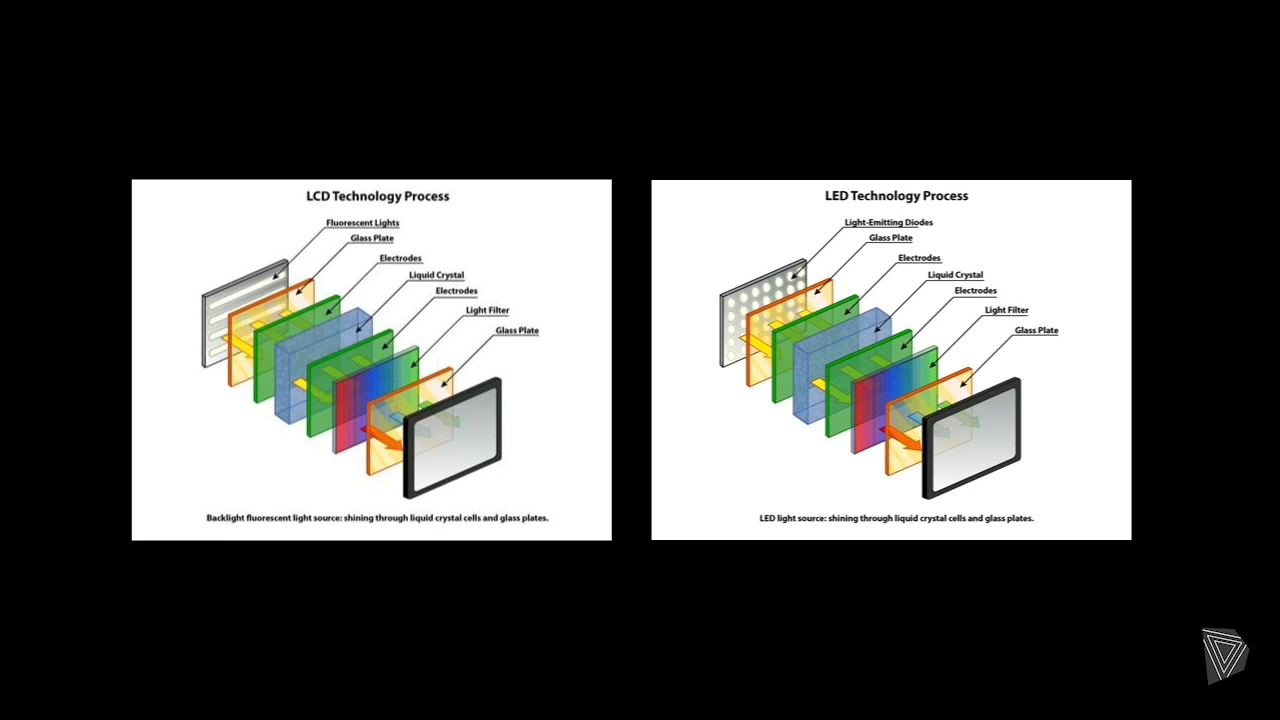 LCD Technology Process
Fluorescent Lights
Glass Plate
Electrodes
Liquid Crystal
Electrodes
Light Filter
Glass Plate
Backlight fluorescent light source: shining through liquid crystal cells and glass plates.
LED Technology Process
Light-Emitting Diodes
Glass Plate
Electrodes
Liquid Crystal
Electrodes
Light Filter
Glass Plate
LED light source: shining through liquid crystal cells and glass plates.